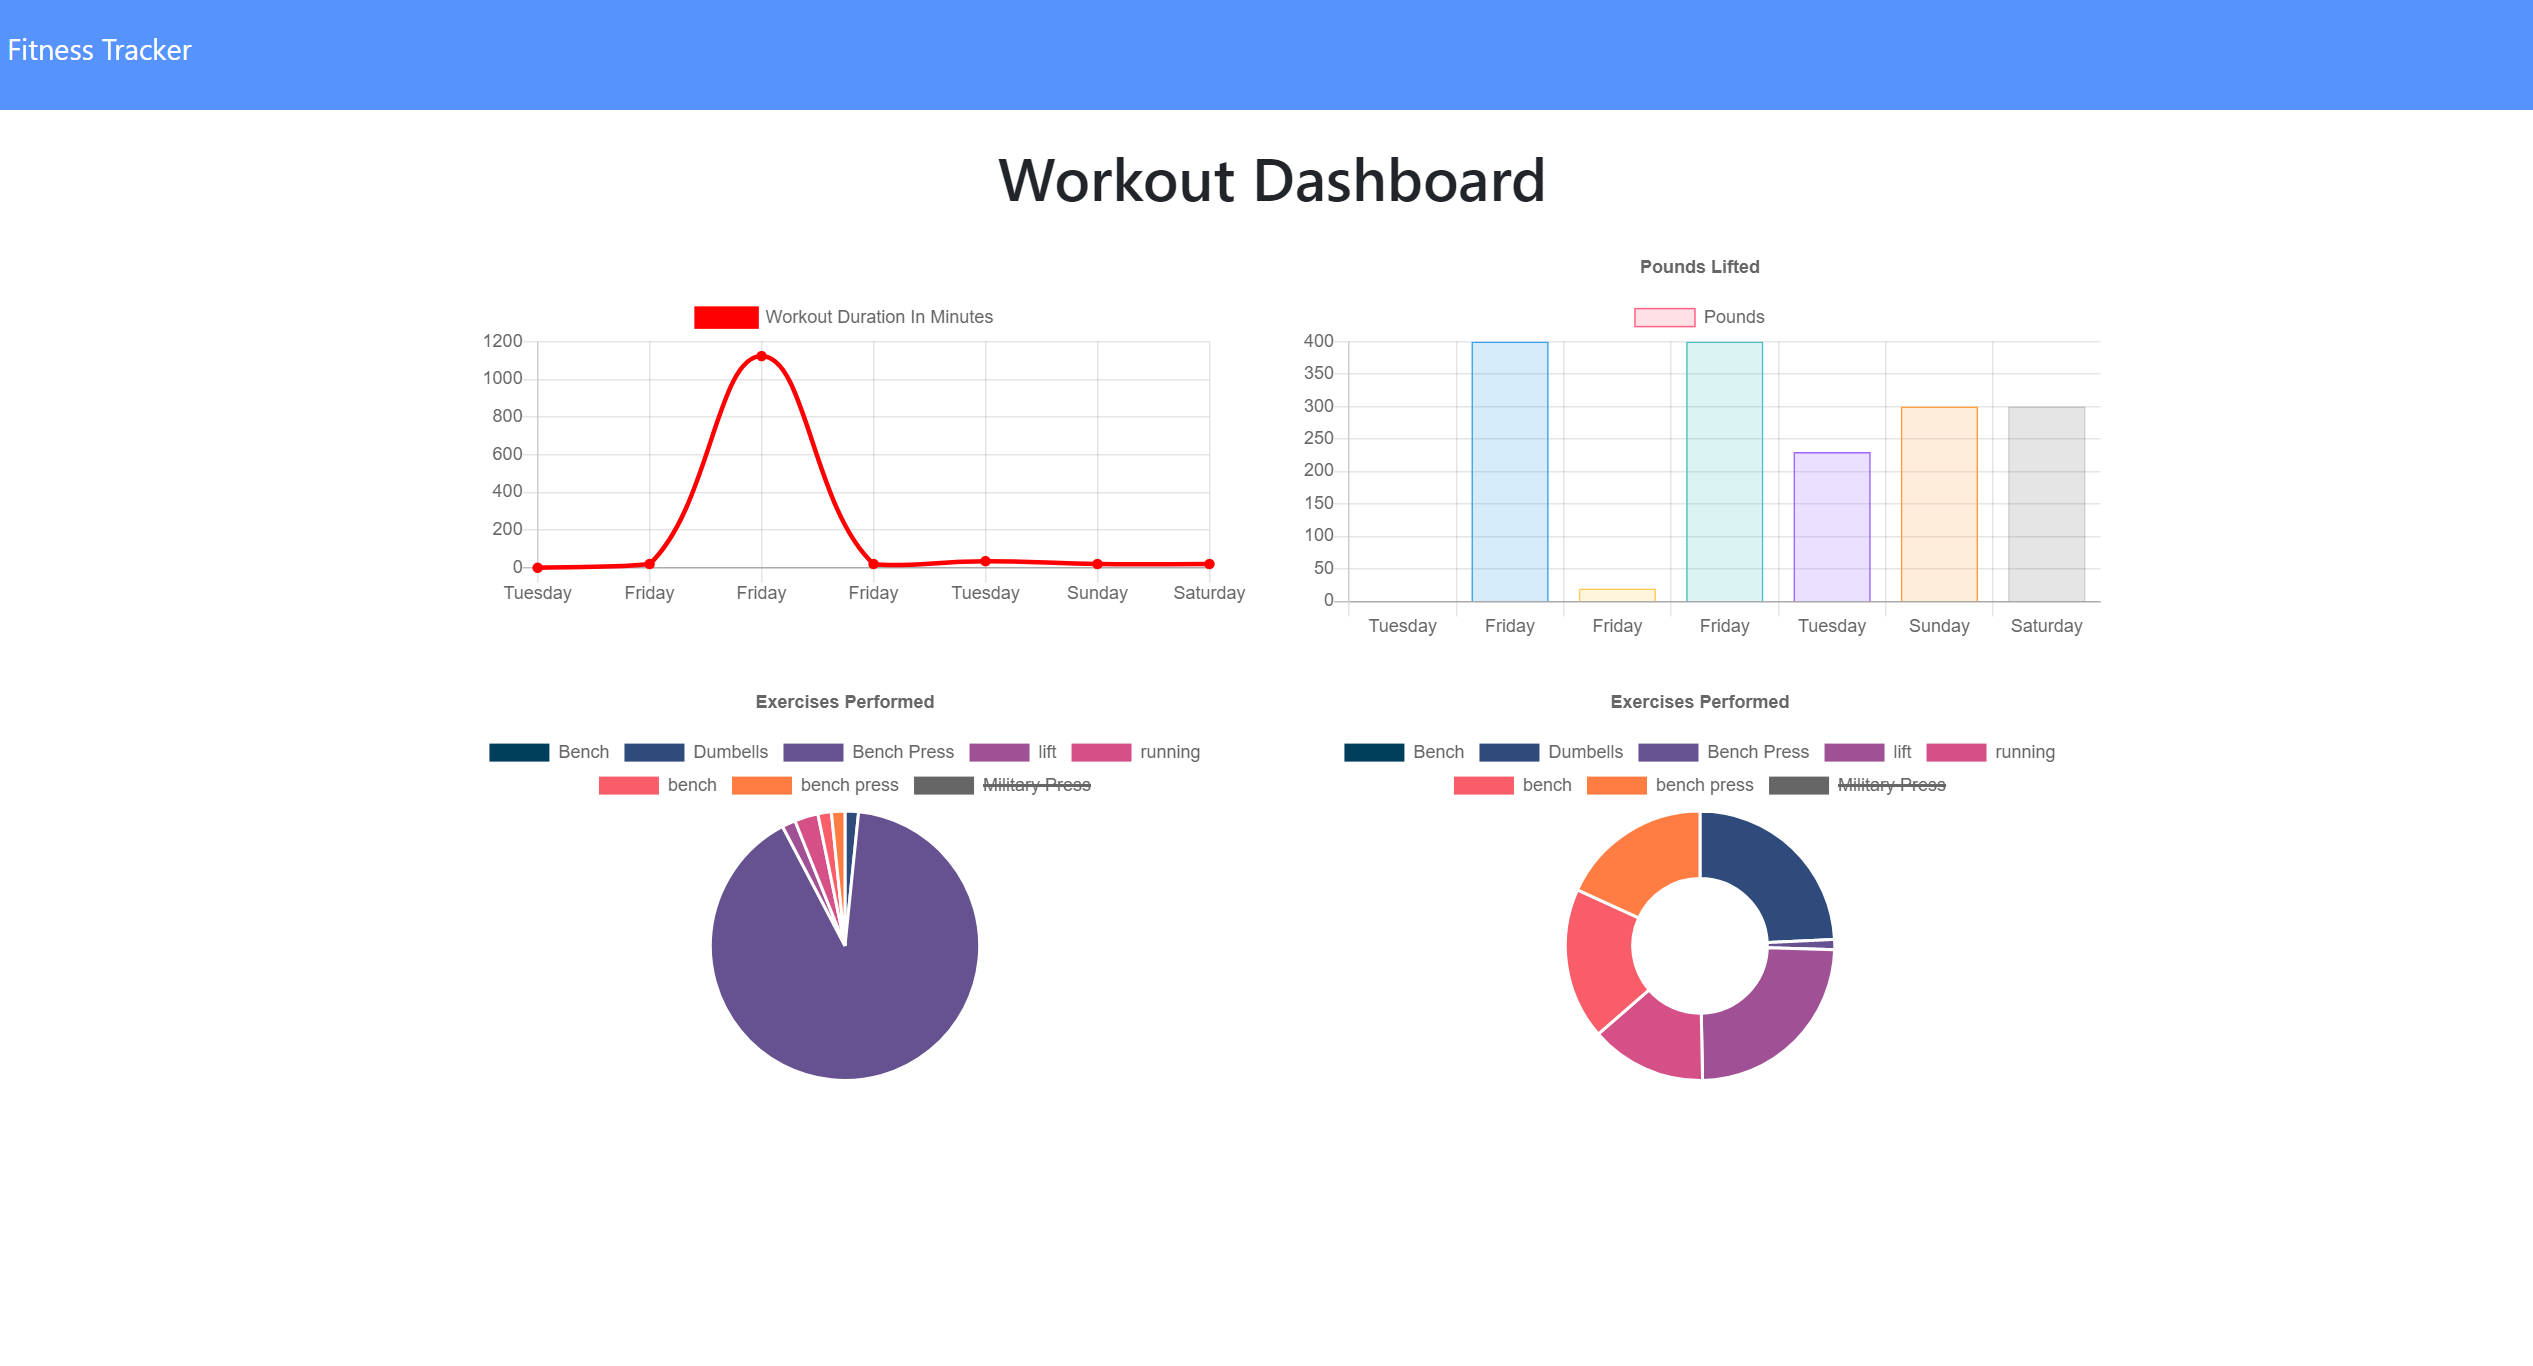 Fitness Tracker
Workout Dashboard
Workout Duration In Minutes
1200
1000
800
600
400
200
0
Tuesday Friday Friday Friday Tuesday Sunday Saturday
Pounds Lifted
Pounds
400
350
300
250
200
150
100
50
0
Tuesday Friday Friday Friday Tuesday Sunday Saturday
Exercises Performed
Bench Dumbells Bench Press lift running
bench bench press Military Press
Exercises Performed
Bench Dumbells Bench Press lift running
bench bench press Military Press